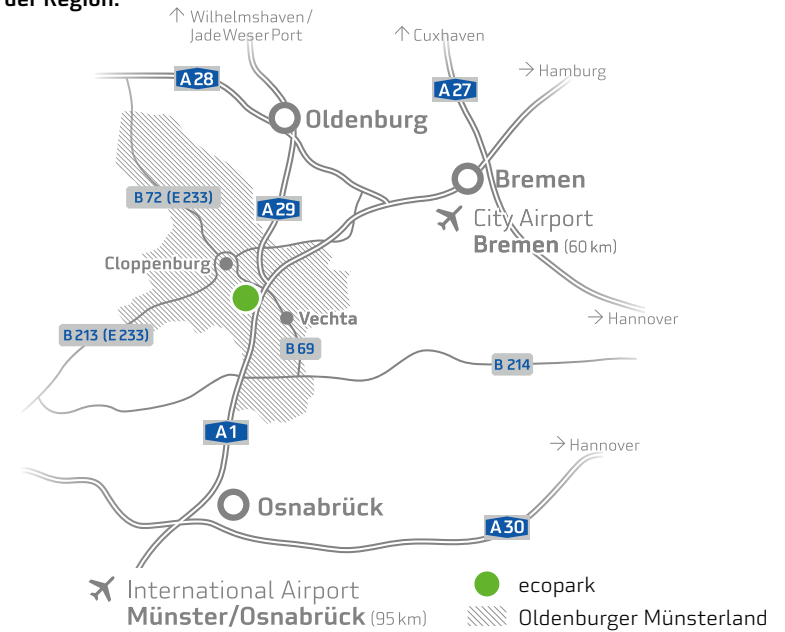 der Region.
↑ Wilhelmshaven/
JadeWeserPort
↑ Cuxhaven
→ Hamburg
A 28
A 27
Oldenburg
Bremen
B 72 (E 233)
A 29
City Airport
Bremen (60 km)
Cloppenburg
Vechta
→ Hannover
B 213 (E 233)
B 69
B 214
A 1
→ Hannover
Osnabrück
A 30
International Airport
Münster/Osnabrück (95 km)
ecopark
Oldenburger Münsterland